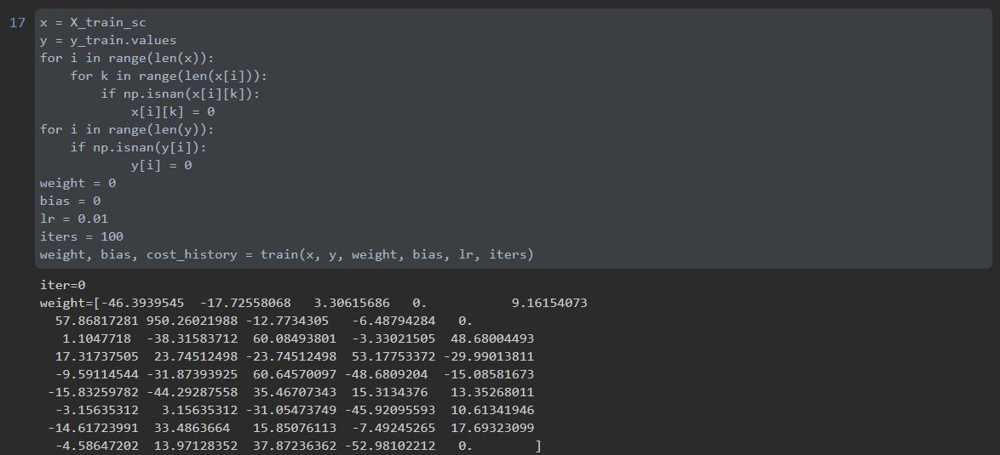 17 x = X_train_sc
y = y_train.values
for i in range(len(x)):
    for k in range(len(x[i])):
        if np.isnan(x[i][k]):
            x[i][k] = 0
for i in range(len(y)):
    if np.isnan(y[i]):
            y[i] = 0
weight = 0
bias = 0
lr = 0.01
iters = 100
weight, bias, cost_history = train(x, y, weight, bias, lr, iters)
iter=0
weight=[-46.3939545  -17.72558068   3.30615686   0.           9.16154073
  57.86817281 950.26021988 -12.7734305   -6.48794284   0.
   1.1047718  -38.31583712  60.08493801  -3.33021505  48.68004493
  17.31737505  23.74512498 -23.74512498  53.17753372 -29.99013811
  -9.59114544 -31.87393925  60.64570097 -48.6809204  -15.08581673
 -15.83259782 -44.29287558  35.46707343  15.3134376   13.35268011
  -3.15635312   3.15635312 -31.05473749 -45.92095593  10.61341946
 -14.61723991  33.4863664   15.85076113  -7.49245265  17.69323099
  -4.58647202  13.97128352  37.87236362 -52.98102212   0.        ]